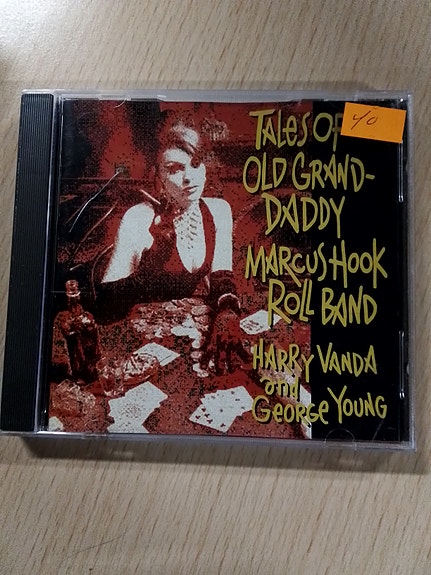 TALES OF
OLD GRAND-
DADDY
MARCUS HOOK
ROLL BAND
HARRY VANDA
and
GEORGE YOUNG